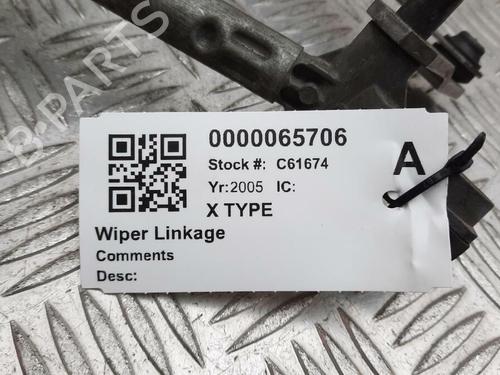 0000065706
Stock #: C61674
A
Yr:2005 IC:
X TYPE
Wiper Linkage
Comments
Desc:
B-PARTS